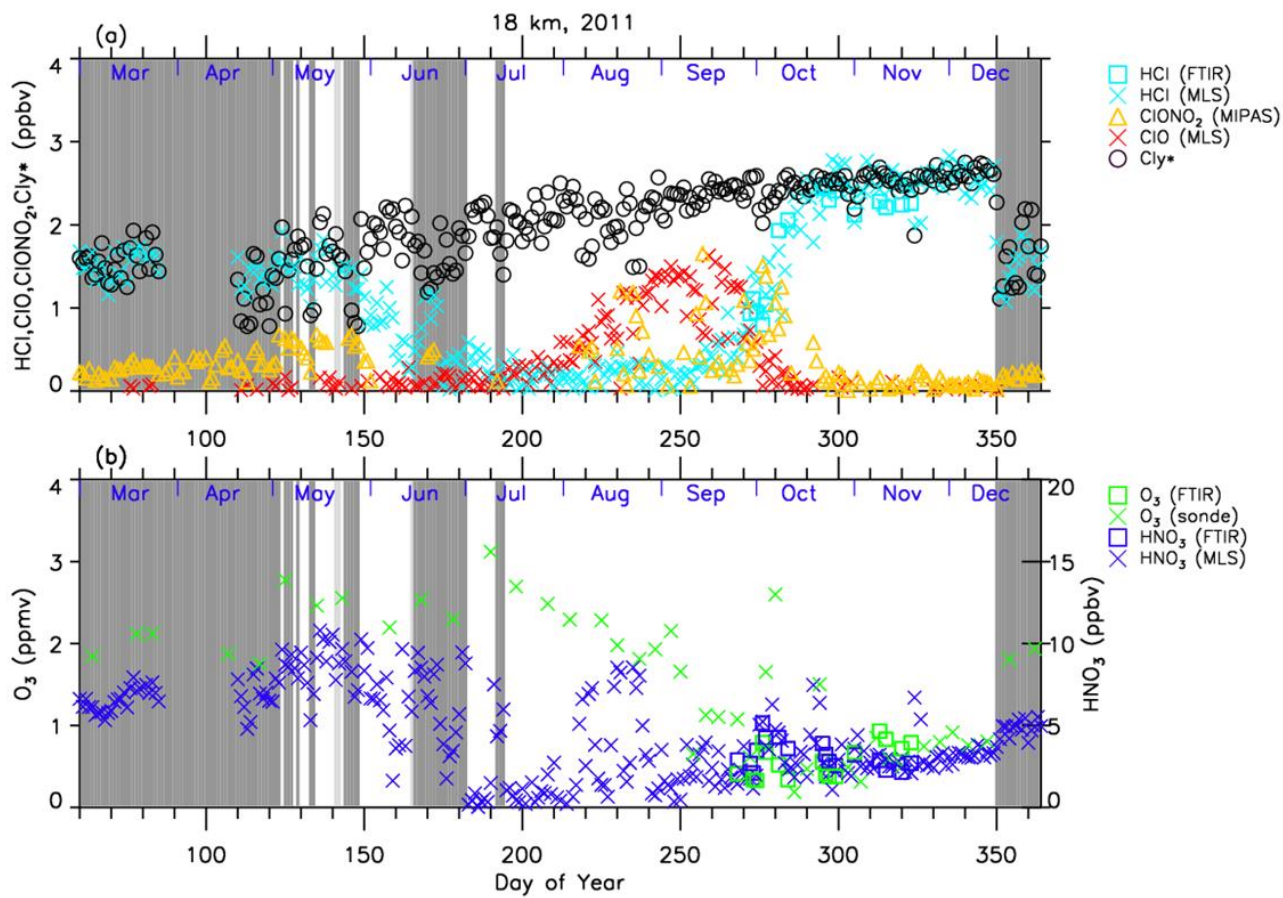 18 km, 2011
(a)
Mar Apr May Jun Jul Aug Sep Oct Nov Dec
HCl,ClO,ClONO₂,Cly* (ppbv)
4
3
2
1
0
100 150 200 250 300 350
HCl (FTIR)
HCl (MLS)
ClONO₂ (MIPAS)
ClO (MLS)
Cly*
(b)
Mar Apr May Jun Jul Aug Sep Oct Nov Dec
O₃ (ppmv)
4
3
2
1
0
20
15
10
5
0
HNO₃ (ppbv)
100 150 200 250 300 350
Day of Year
O₃ (FTIR)
O₃ (sonde)
HNO₃ (FTIR)
HNO₃ (MLS)